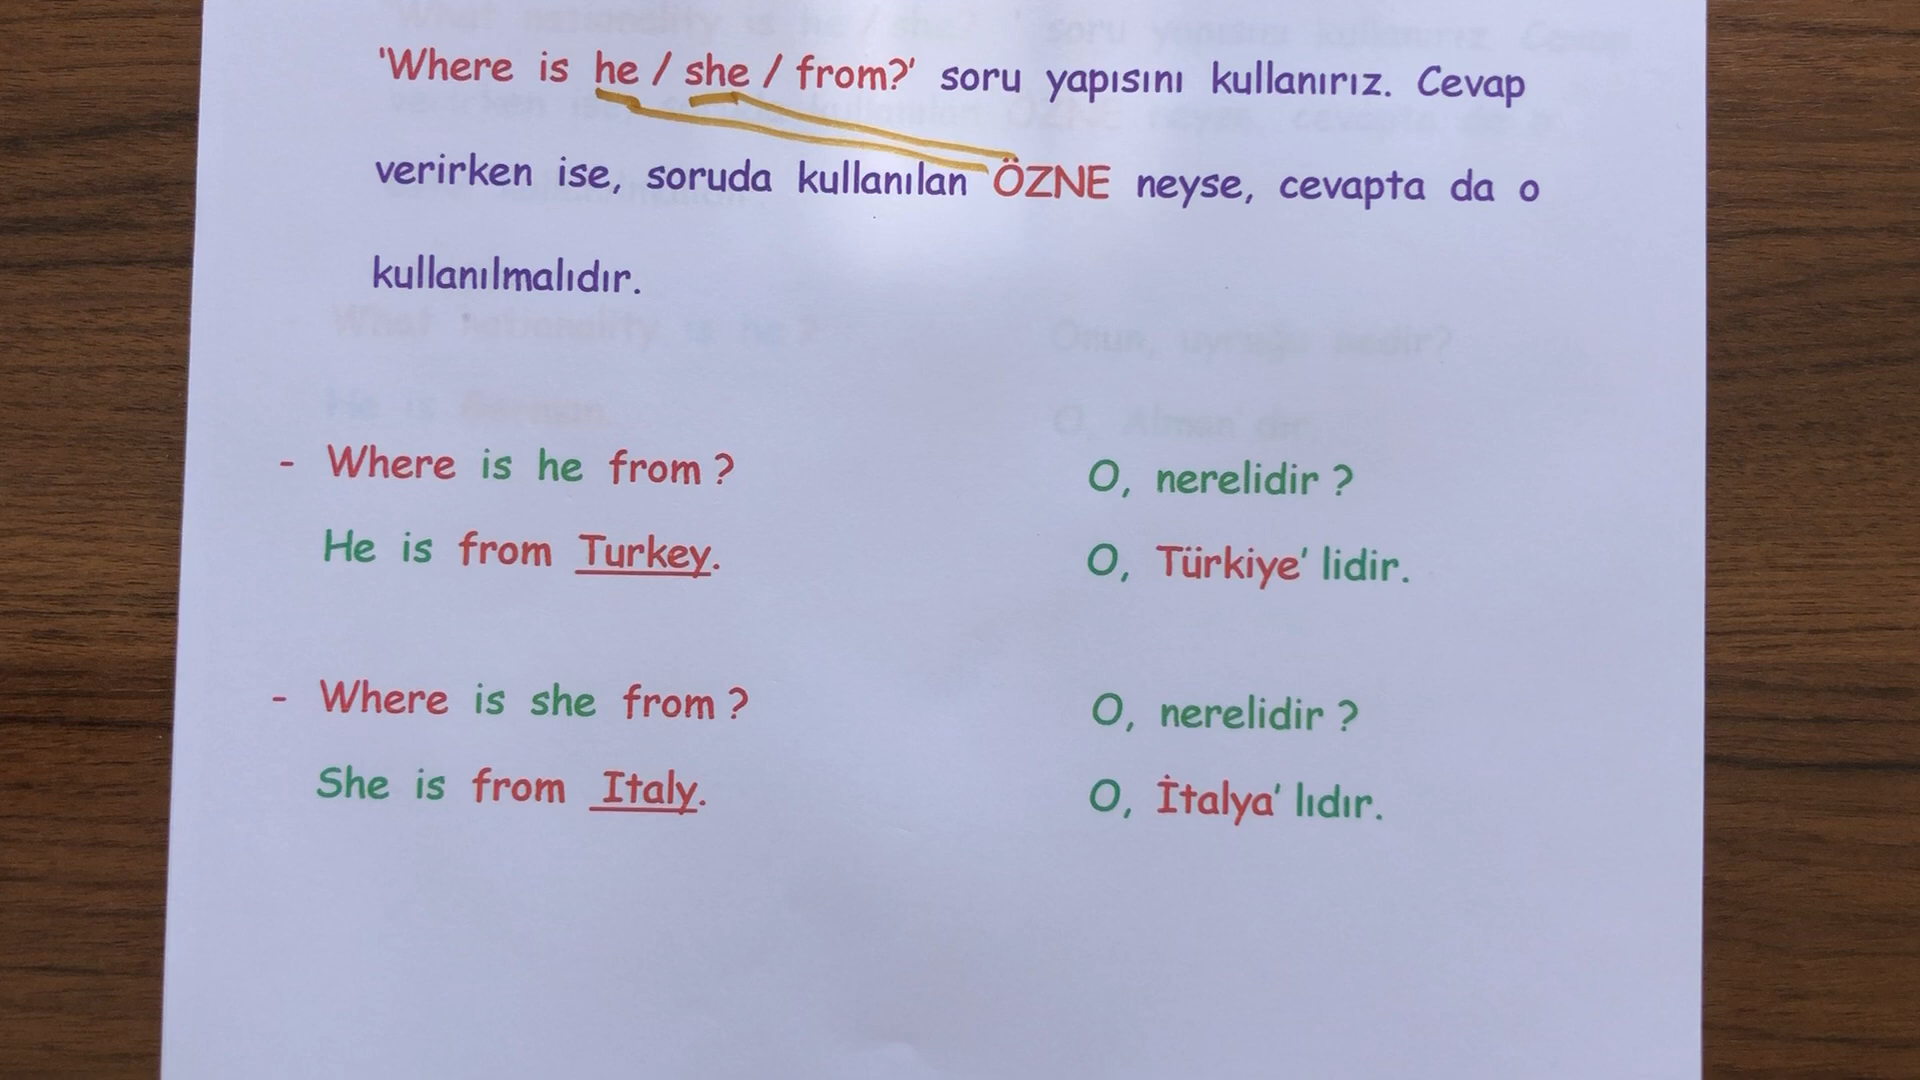 'Where is he / she / from?' soru yapısını kullanırız. Cevap
verirken ise, soruda kullanılan ÖZNE neyse, cevapta da o
kullanılmalıdır.
- Where is he from ? O, nerelidir ?
He is from Turkey. O, Türkiye' lidir.
- Where is she from ? O, nerelidir ?
She is from Italy. O, İtalya' lıdır.